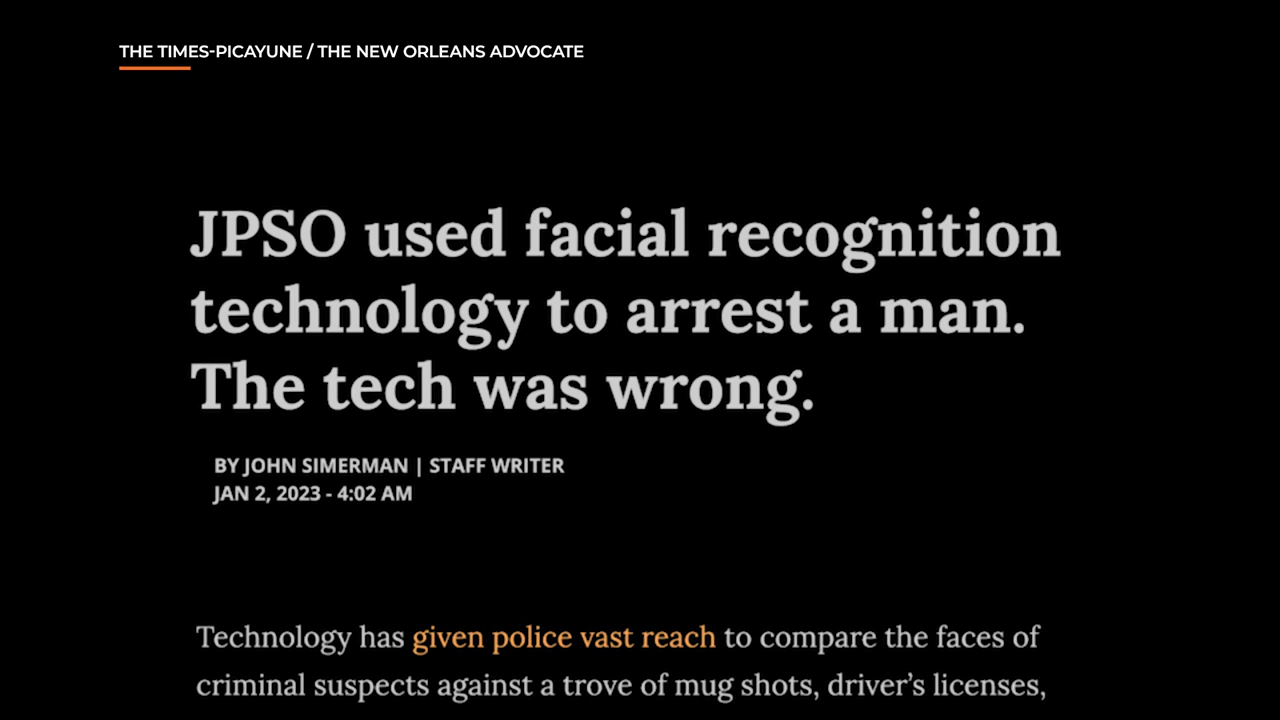 THE TIMES-PICAYUNE / THE NEW ORLEANS ADVOCATE
JPSO used facial recognition
technology to arrest a man.
The tech was wrong.
BY JOHN SIMERMAN | STAFF WRITER
JAN 2, 2023 - 4:02 AM
Technology has given police vast reach to compare the faces of
criminal suspects against a trove of mug shots, driver’s licenses,